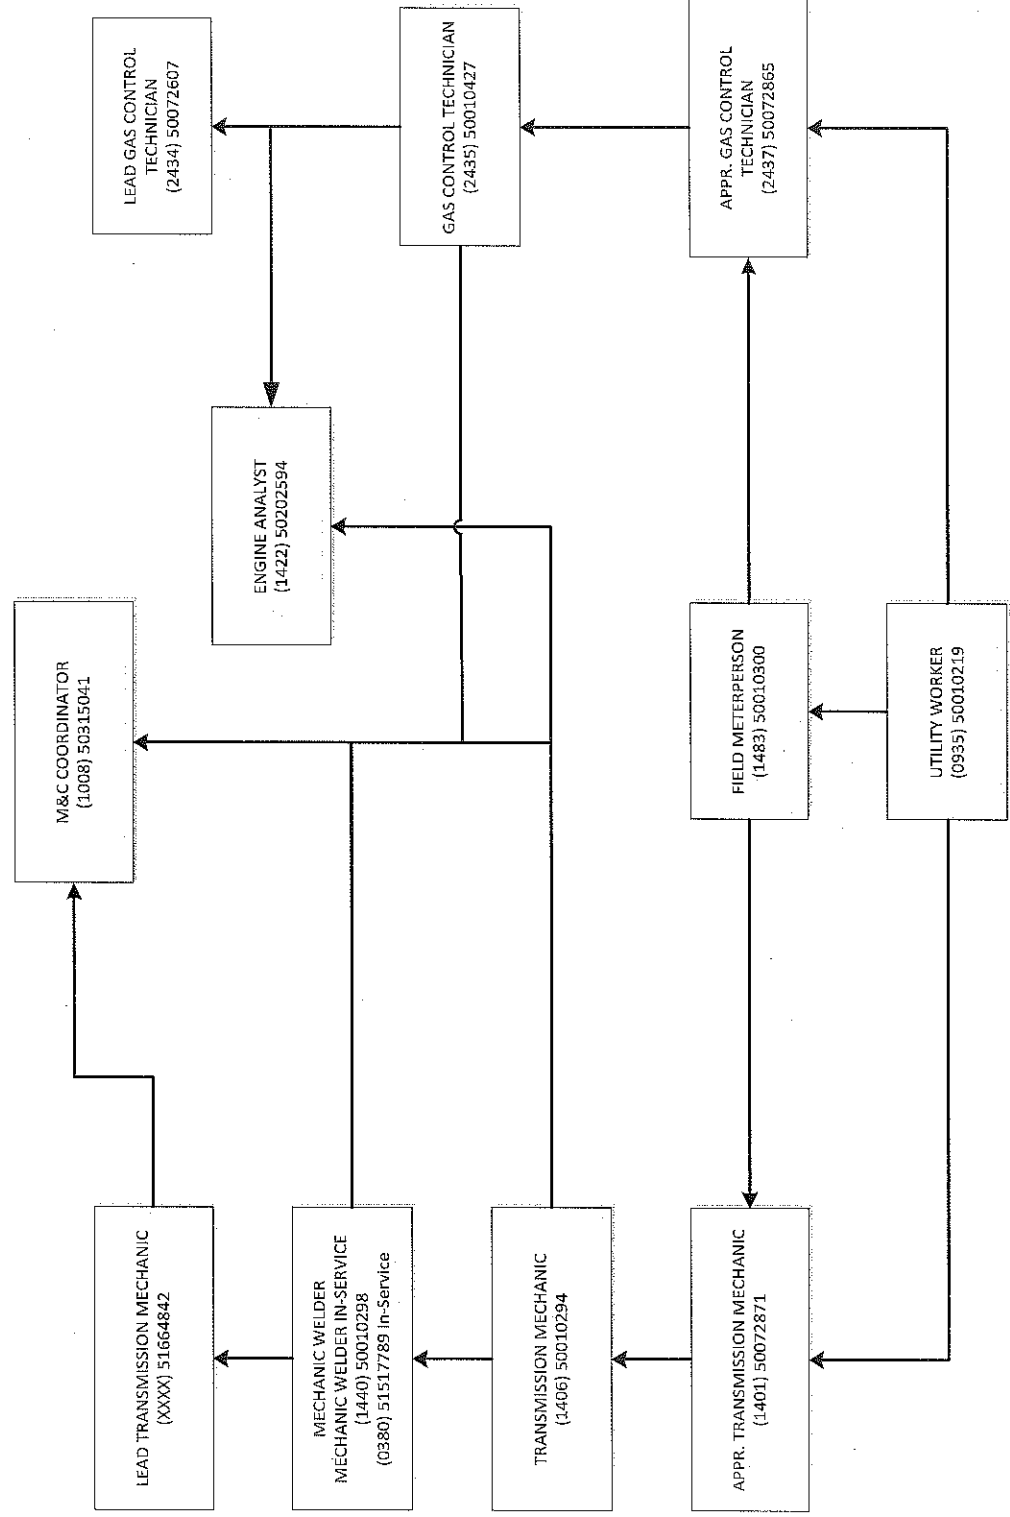 M&C COORDINATOR
(1008) 50315041
LEAD TRANSMISSION MECHANIC
(XXXX) 51664842
LEAD GAS CONTROL
TECHNICIAN
(2434) 50072607
ENGINE ANALYST
(1422) 50202594
MECHANIC WELDER
MECHANIC WELDER IN-SERVICE
(1440) 50010298
(0380) 51517789 In-Service
GAS CONTROL TECHNICIAN
(2435) 50010427
TRANSMISSION MECHANIC
(1406) 50010294
APPR. TRANSMISSION MECHANIC
(1401) 50072871
FIELD METERPERSON
(1483) 50010300
APPR. GAS CONTROL
TECHNICIAN
(2437) 50072865
UTILITY WORKER
(0935) 50010219